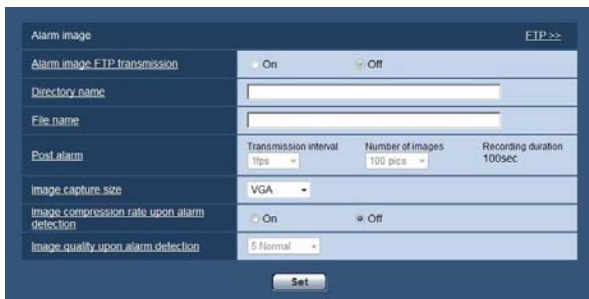 Alarm image FTP >>
Alarm image FTP transmission On Off
Directory name
File name
Post alarm
Transmission interval Number of images Recording duration
1fps 100 pics 100sec
Image capture size VGA
Image compression rate upon alarm
detection
On Off
Image quality upon alarm detection 5 Normal
Set